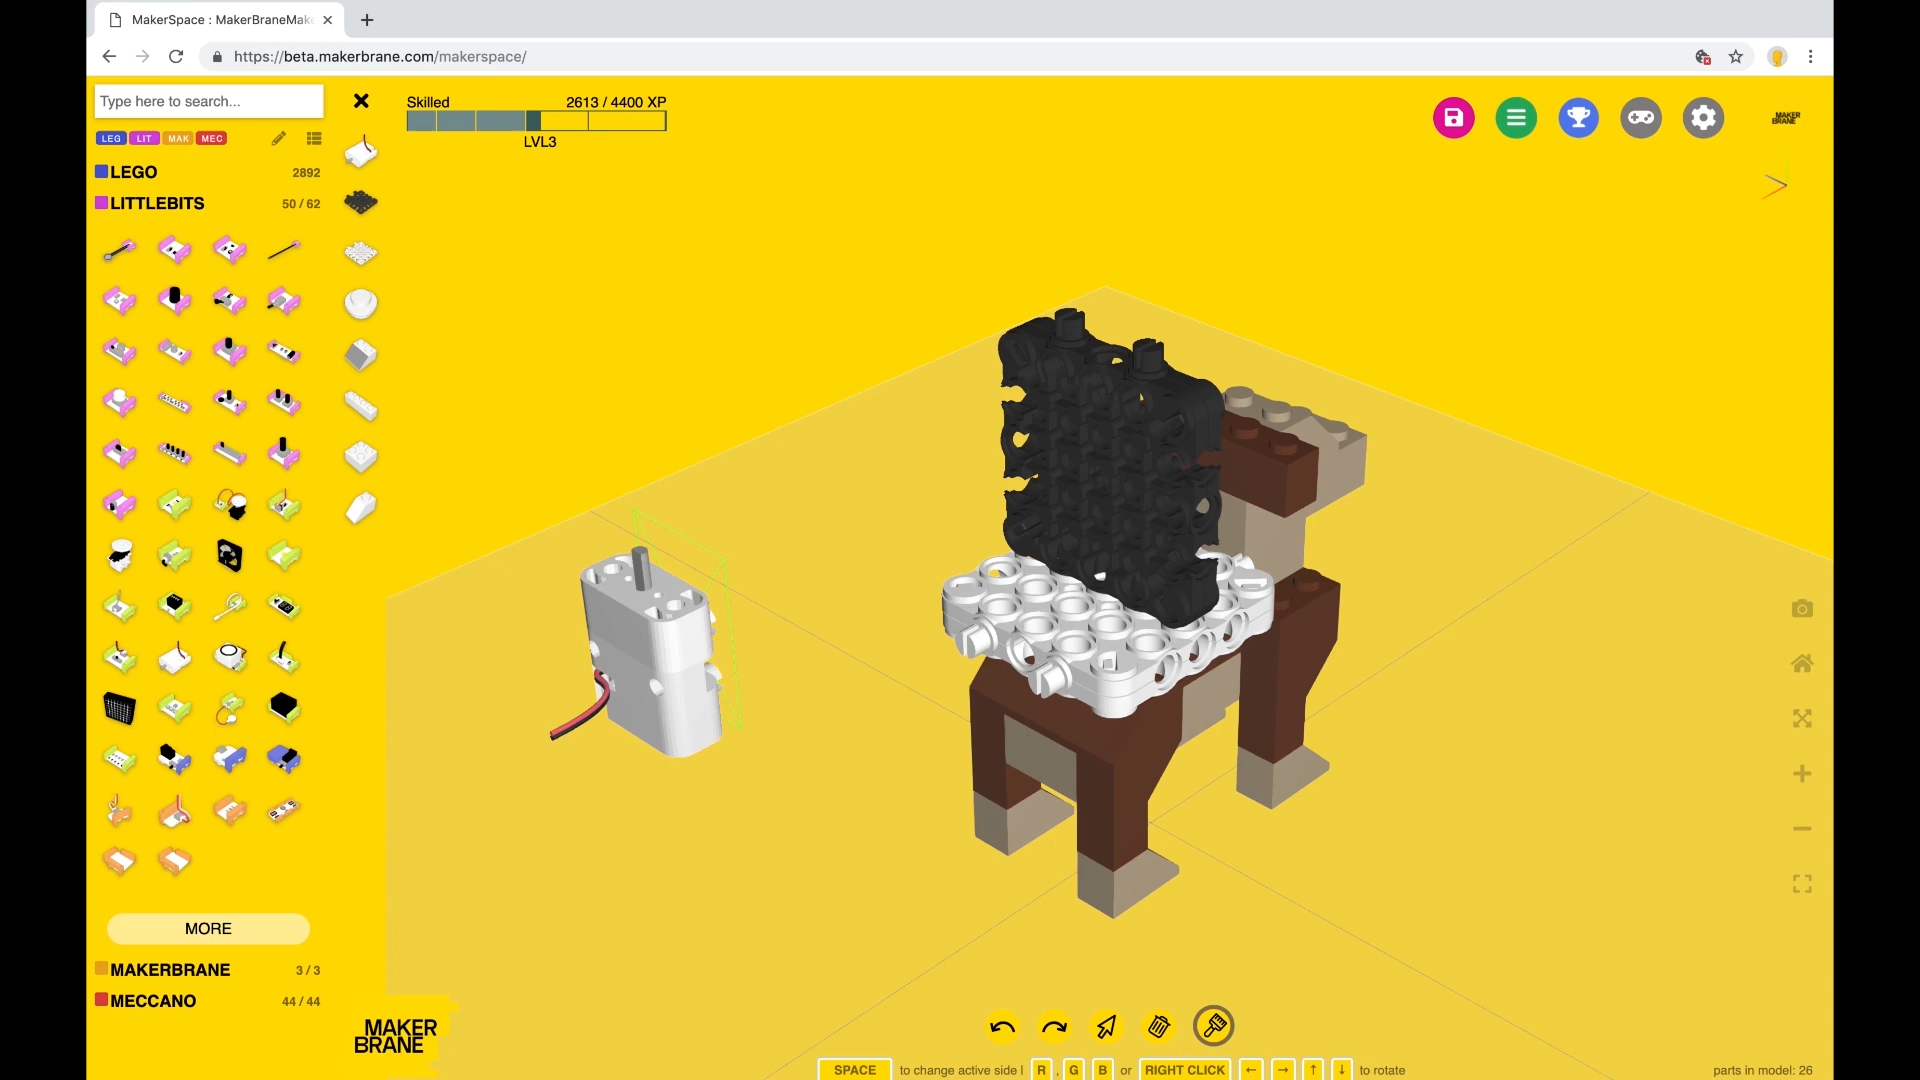 MakerSpace : MakerBraneMak
https://beta.makerbrane.com/makerspace/
Type here to search...
LEG LIT MAK MEC
LEGO 2892
LITTLEBITS 50 / 62
MORE
MAKERBRANE 3 / 3
MECCANO 44 / 44
MAKER
BRANE
Skilled 2613 / 4400 XP
LVL3
MAKER
BRANE
SPACE to change active side | R , G B or RIGHT CLICK ← → ↑ ↓ to rotate
parts in model: 26